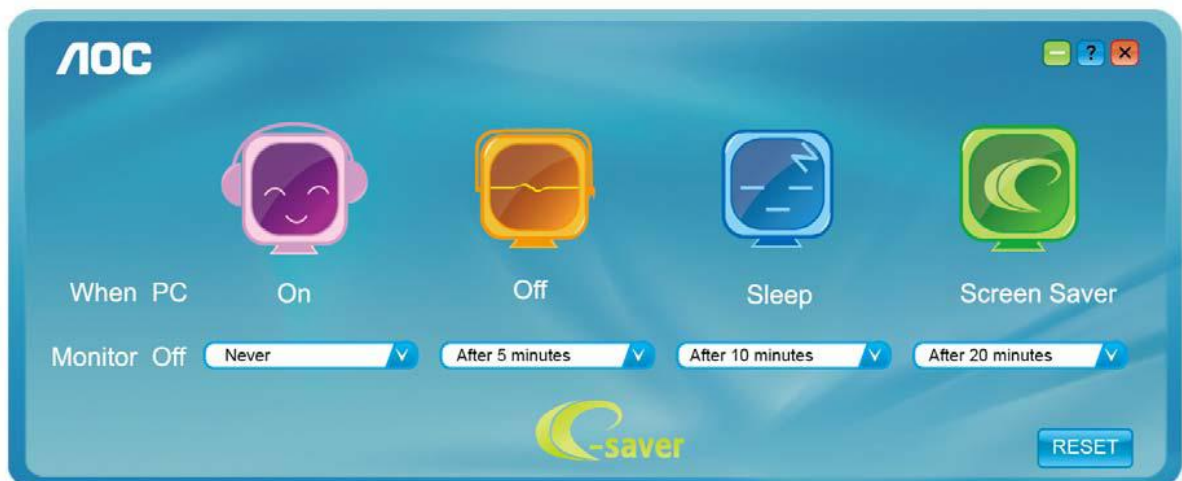 AOC
?
When PC On Off Sleep Screen Saver
Monitor Off Never After 5 minutes After 10 minutes After 20 minutes
e-saver
RESET